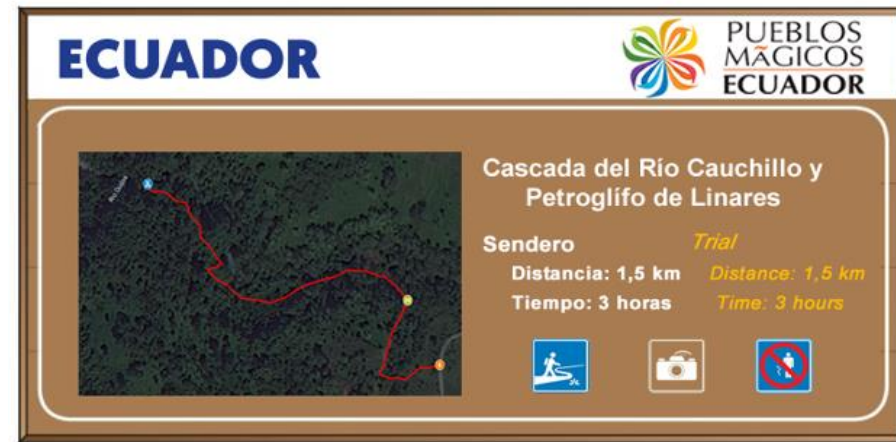 ECUADOR
PUEBLOS
MÃGICOS
ECUADOR
Cascada del Río Cauchillo y
Petroglífo de Linares
Sendero Trial
Distancia: 1,5 km Distance: 1,5 km
Tiempo: 3 horas Time: 3 hours